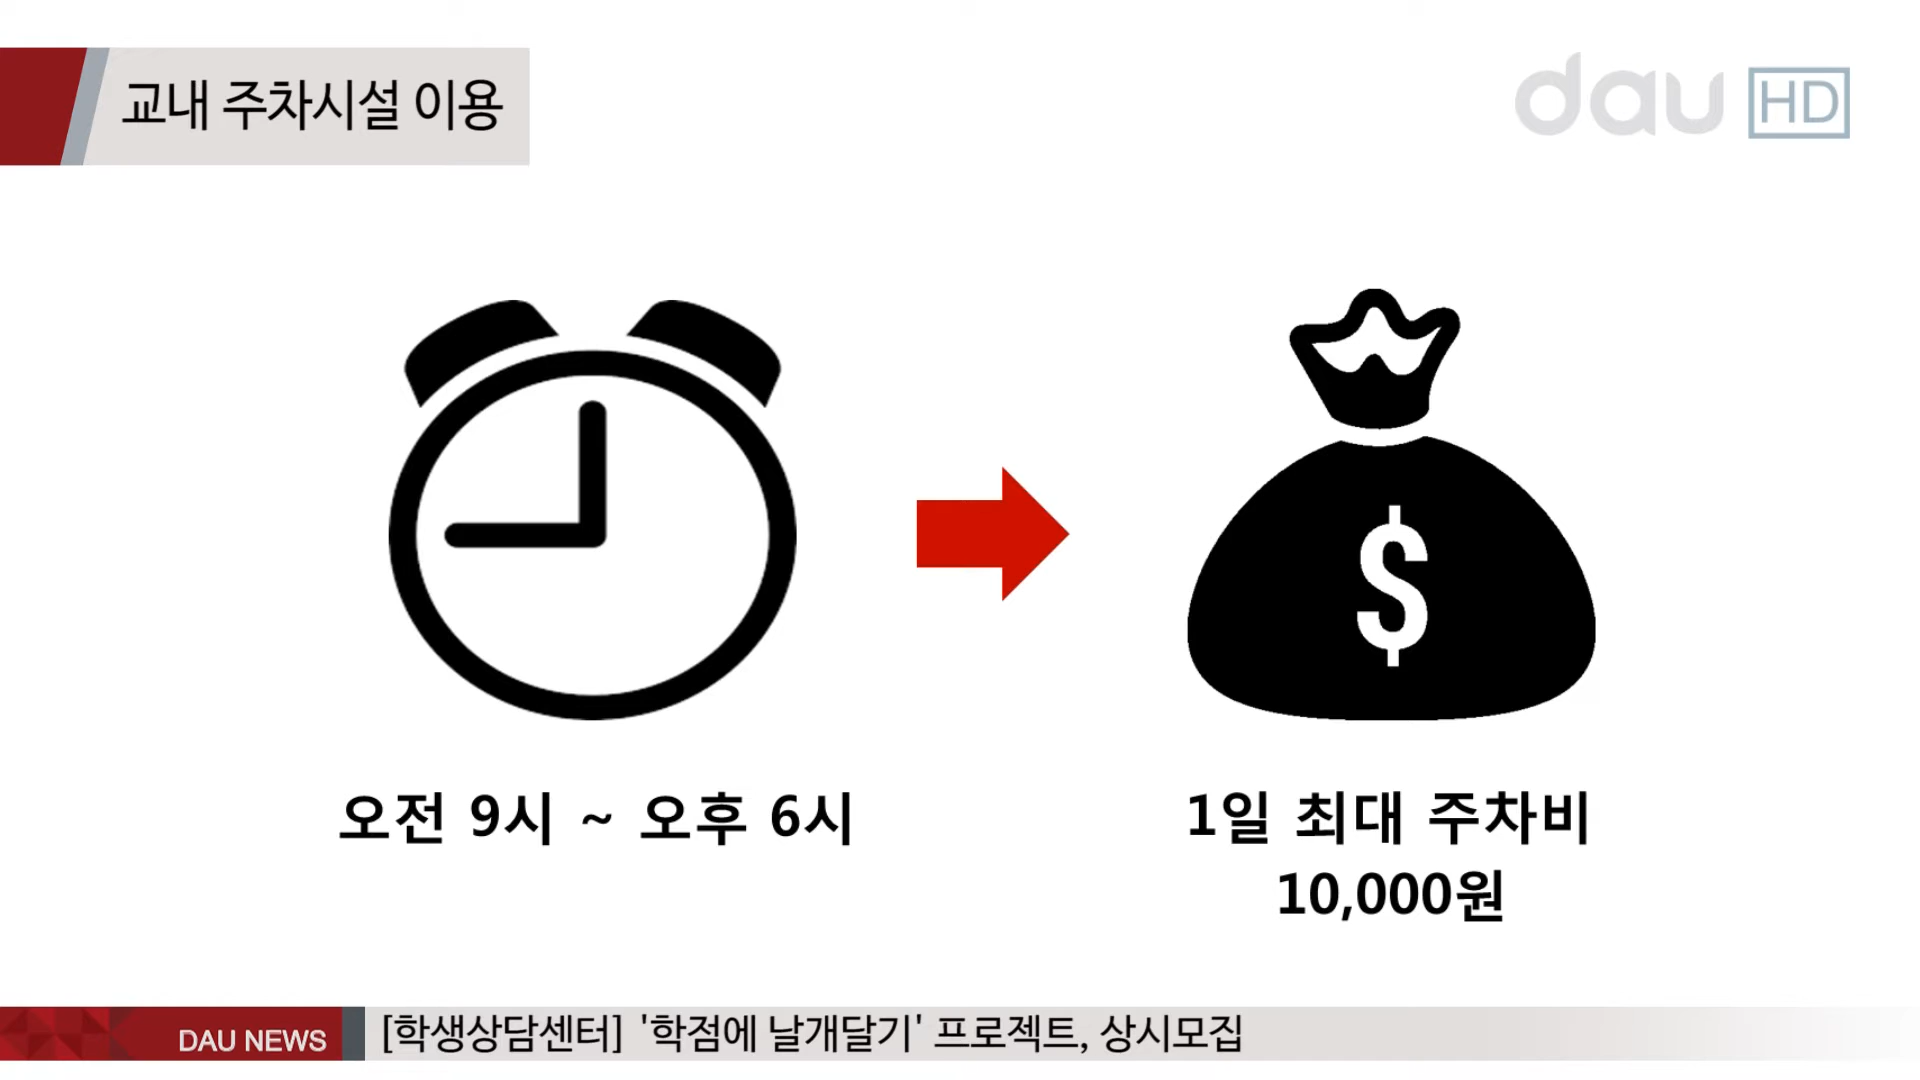 교내 주차시설 이용
dau HD
$
오전 9시 ~ 오후 6시
1일 최대 주차비
10,000원
DAU NEWS
[학생상담센터] '학점에 날개달기' 프로젝트, 상시모집